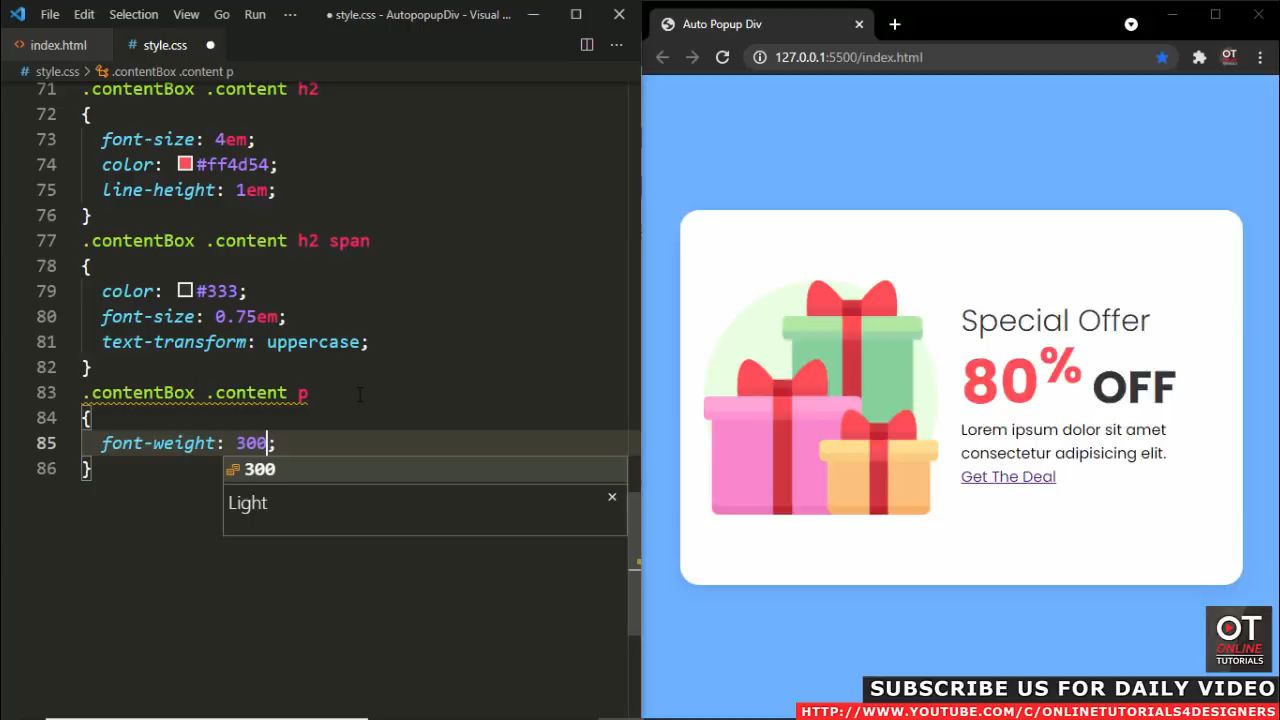 File Edit Selection View Go Run ··· ● style.css - AutopopupDiv - Visual ...
index.html # style.css ●
# style.css > .contentBox .content p
71 .contentBox .content h2
72 {
73 font-size: 4em;
74 color: #ff4d54;
75 line-height: 1em;
76 }
77 .contentBox .content h2 span
78 {
79 color: #333;
80 font-size: 0.75em;
81 text-transform: uppercase;
82 }
83 .contentBox .content p
84 {
85 font-weight: 300;
86 }
300
Light
Auto Popup Div
127.0.0.1:5500/index.html
OT
Special Offer
80% OFF
Lorem ipsum dolor sit amet
consectetur adipisicing elit.
Get The Deal
OT
ONLINE
TUTORIALS
SUBSCRIBE US FOR DAILY VIDEO
HTTP://WWW.YOUTUBE.COM/C/ONLINETUTORIALS4DESIGNERS